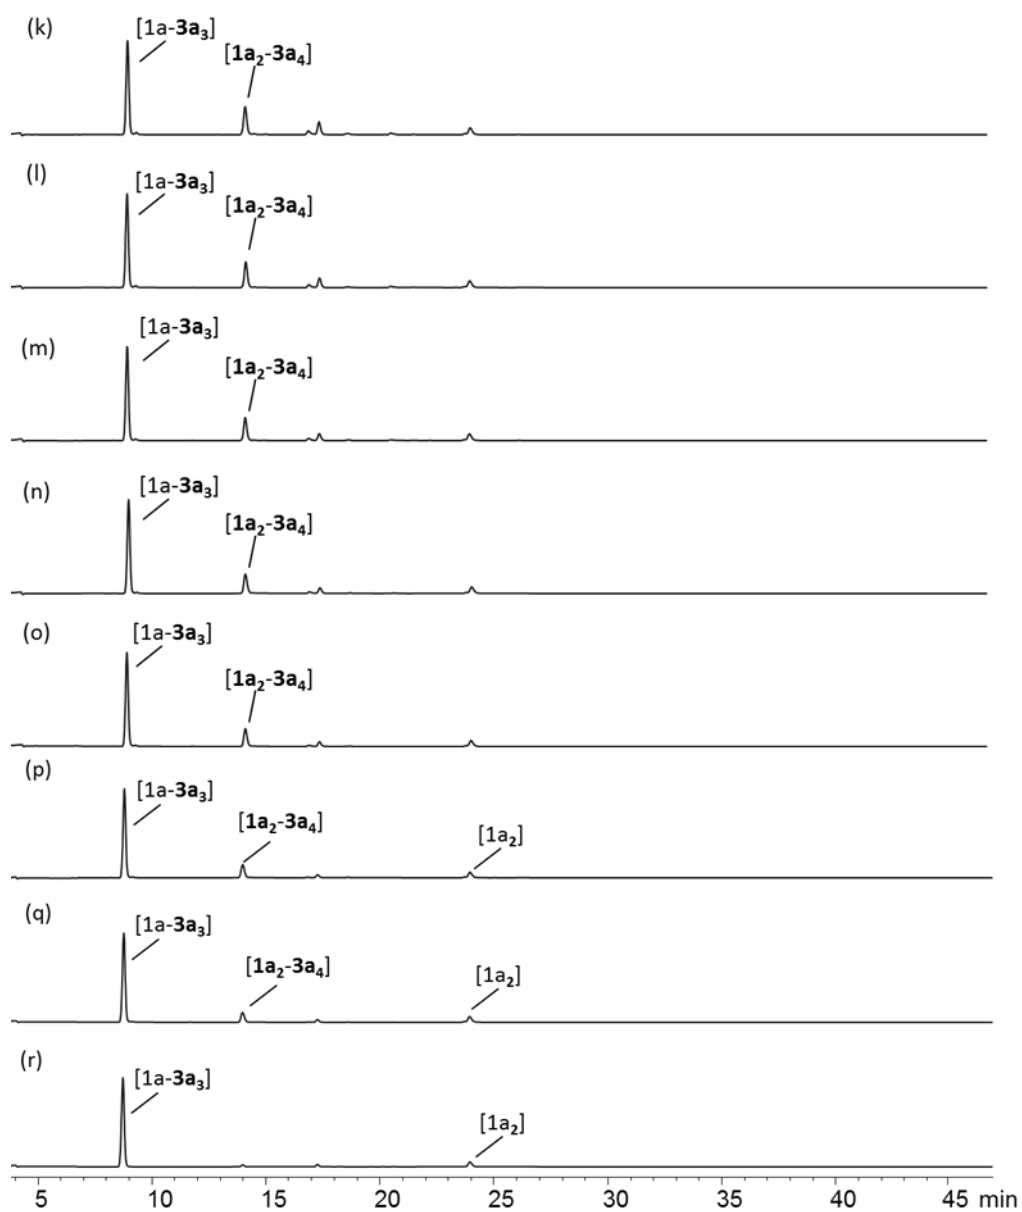 (k)
[1a-3a₃]
[1a₂-3a₄]
(l)
[1a-3a₃]
[1a₂-3a₄]
(m)
[1a-3a₃]
[1a₂-3a₄]
(n)
[1a-3a₃]
[1a₂-3a₄]
(o)
[1a-3a₃]
[1a₂-3a₄]
(p)
[1a-3a₃]
[1a₂-3a₄]
[1a₂]
(q)
[1a-3a₃]
[1a₂-3a₄]
[1a₂]
(r)
[1a-3a₃]
[1a₂]
5 10 15 20 25 30 35 40 45 min